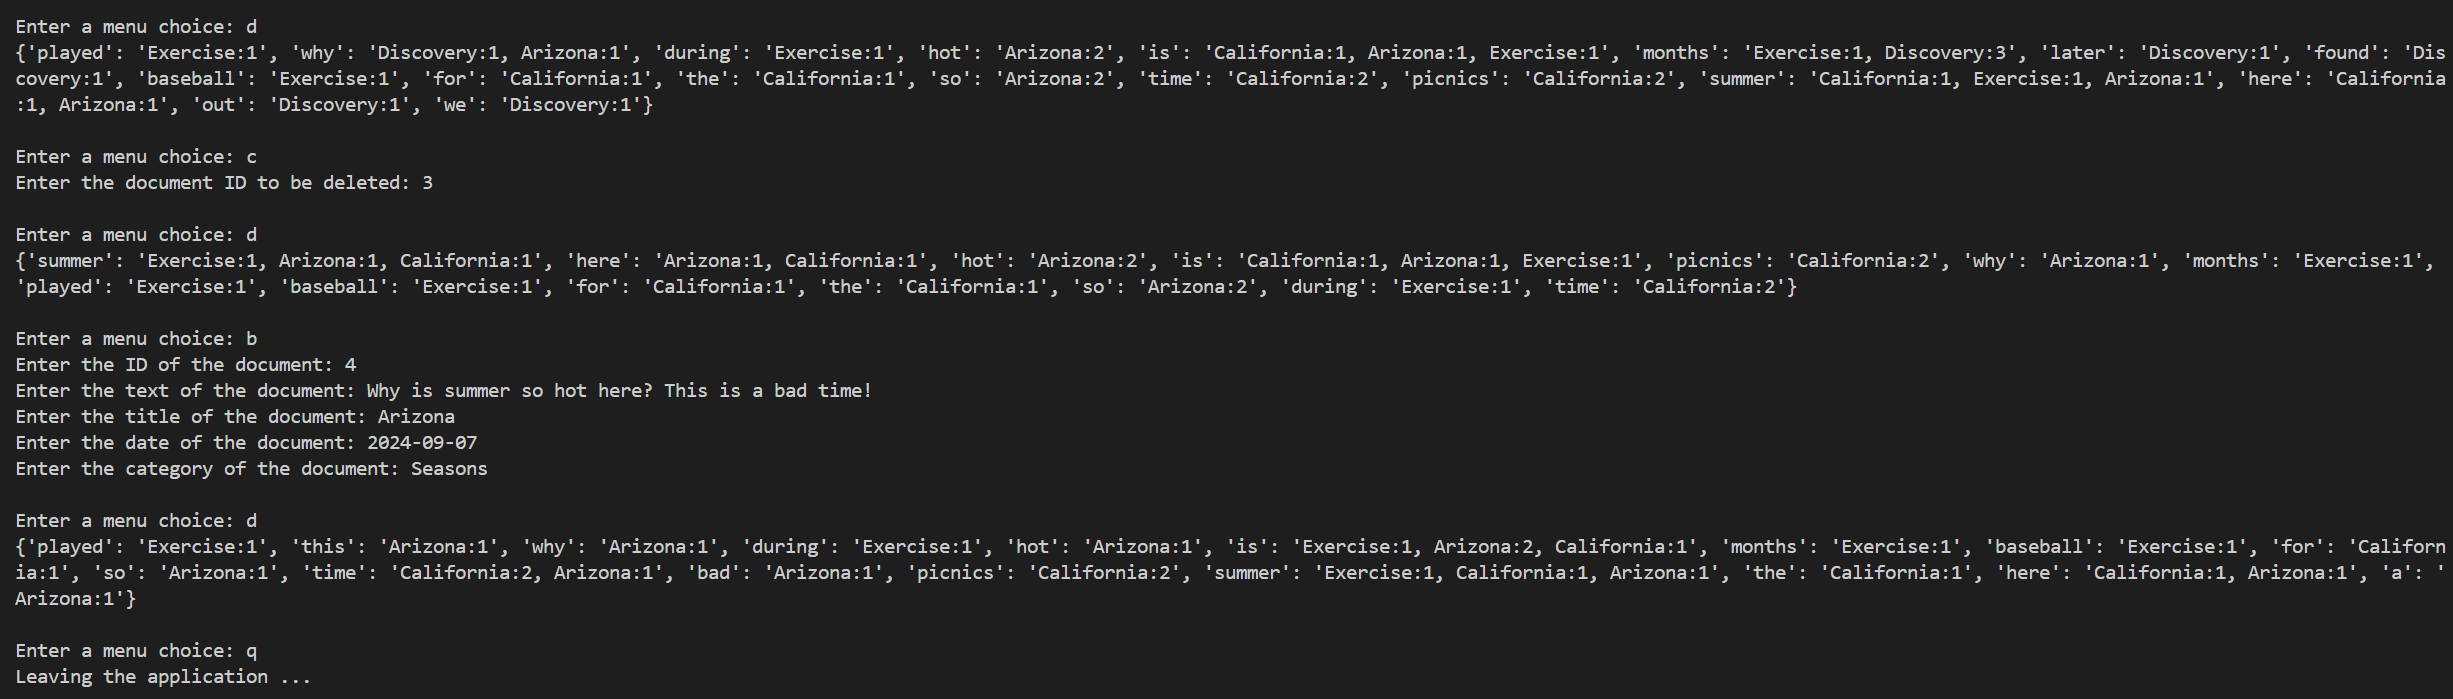 Enter a menu choice: d
{'played': 'Exercise:1', 'why': 'Discovery:1, Arizona:1', 'during': 'Exercise:1', 'hot': 'Arizona:2', 'is': 'California:1, Arizona:1, Exercise:1', 'months': 'Exercise:1, Discovery:3', 'later': 'Discovery:1', 'found': 'Dis
covery:1', 'baseball': 'Exercise:1', 'for': 'California:1', 'the': 'California:1', 'so': 'Arizona:2', 'time': 'California:2', 'picnics': 'California:2', 'summer': 'California:1, Exercise:1, Arizona:1', 'here': 'California
:1, Arizona:1', 'out': 'Discovery:1', 'we': 'Discovery:1'}
Enter a menu choice: c
Enter the document ID to be deleted: 3
Enter a menu choice: d
{'summer': 'Exercise:1, Arizona:1, California:1', 'here': 'Arizona:1, California:1', 'hot': 'Arizona:2', 'is': 'California:1, Arizona:1, Exercise:1', 'picnics': 'California:2', 'why': 'Arizona:1', 'months': 'Exercise:1',
'played': 'Exercise:1', 'baseball': 'Exercise:1', 'for': 'California:1', 'the': 'California:1', 'so': 'Arizona:2', 'during': 'Exercise:1', 'time': 'California:2'}
Enter a menu choice: b
Enter the ID of the document: 4
Enter the text of the document: Why is summer so hot here? This is a bad time!
Enter the title of the document: Arizona
Enter the date of the document: 2024-09-07
Enter the category of the document: Seasons
Enter a menu choice: d
{'played': 'Exercise:1', 'this': 'Arizona:1', 'why': 'Arizona:1', 'during': 'Exercise:1', 'hot': 'Arizona:1', 'is': 'Exercise:1, Arizona:2, California:1', 'months': 'Exercise:1', 'baseball': 'Exercise:1', 'for': 'Californ
ia:1', 'so': 'Arizona:1', 'time': 'California:2, Arizona:1', 'bad': 'Arizona:1', 'picnics': 'California:2', 'summer': 'Exercise:1, California:1, Arizona:1', 'the': 'California:1', 'here': 'California:1, Arizona:1', 'a': '
Arizona:1'}
Enter a menu choice: q
Leaving the application ...